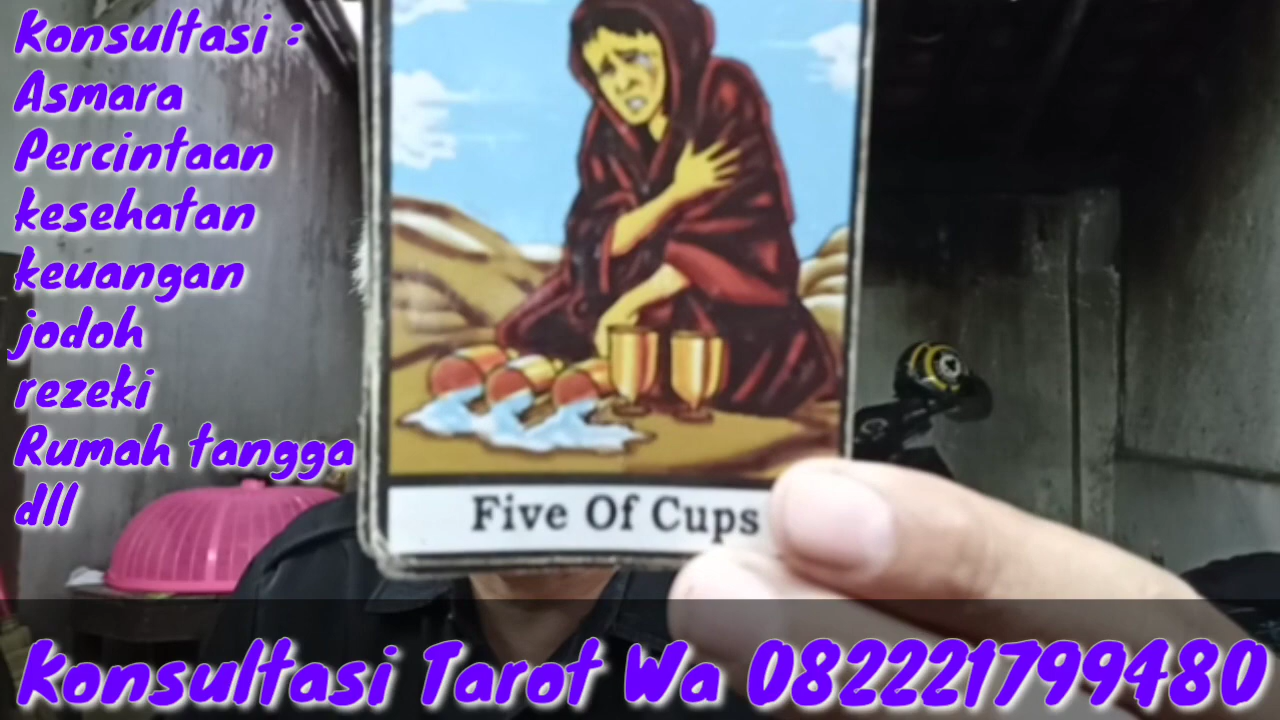 Konsultasi :
Asmara
Percintaan
kesehatan
keuangan
jodoh
rezeki
Rumah tangga
dll
Five Of Cups
Konsultasi Tarot Wa 082221799480